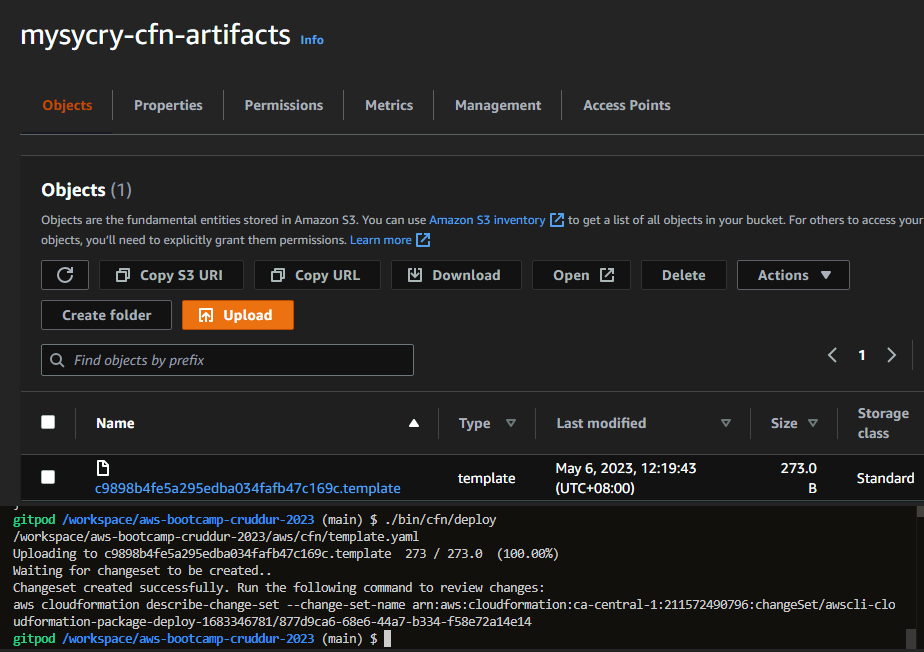 mysycry-cfn-artifacts Info
Objects Properties Permissions Metrics Management Access Points
Objects (1)
Objects are the fundamental entities stored in Amazon S3. You can use Amazon S3 inventory to get a list of all objects in your bucket. For others to access your
objects, you'll need to explicitly grant them permissions. Learn more
Copy S3 URI Copy URL Download Open Delete Actions
Create folder Upload
Find objects by prefix 1
Name Type Last modified Size Storage class
c9898b4fe5a295edba034fafb47c169c.template template May 6, 2023, 12:19:43 (UTC+08:00) 273.0 B Standard
gitpod /workspace/aws-bootcamp-cruddur-2023 (main) $ ./bin/cfn/deploy
/workspace/aws-bootcamp-cruddur-2023/aws/cfn/template.yaml
Uploading to c9898b4fe5a295edba034fafb47c169c.template  273 / 273.0  (100.00%)
Waiting for changeset to be created..
Changeset created successfully. Run the following command to review changes:
aws cloudformation describe-change-set --change-set-name arn:aws:cloudformation:ca-central-1:211572490796:changeSet/awscli-clo
udformation-package-deploy-1683346781/877d9ca6-68e6-44a7-b334-f58e72a14e14
gitpod /workspace/aws-bootcamp-cruddur-2023 (main) $